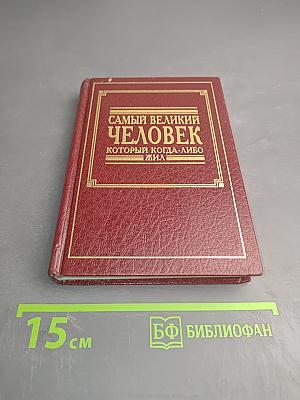 САМЫЙ ВЕЛИКИЙ
ЧЕЛОВЕК
КОТОРЫЙ КОГДА-ЛИБО
ЖИЛ
15 см
БФ БИБЛИОФАН